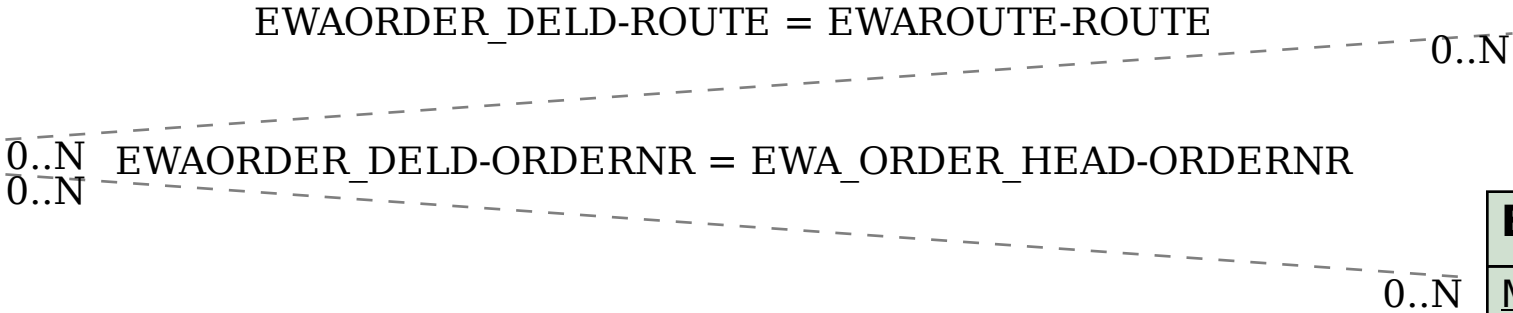 EWAORDER_DELD-ROUTE = EWAROUTE-ROUTE
0..N
0..N
EWAORDER_DELD-ORDERNR = EWA_ORDER_HEAD-ORDERNR
0..N
0..N